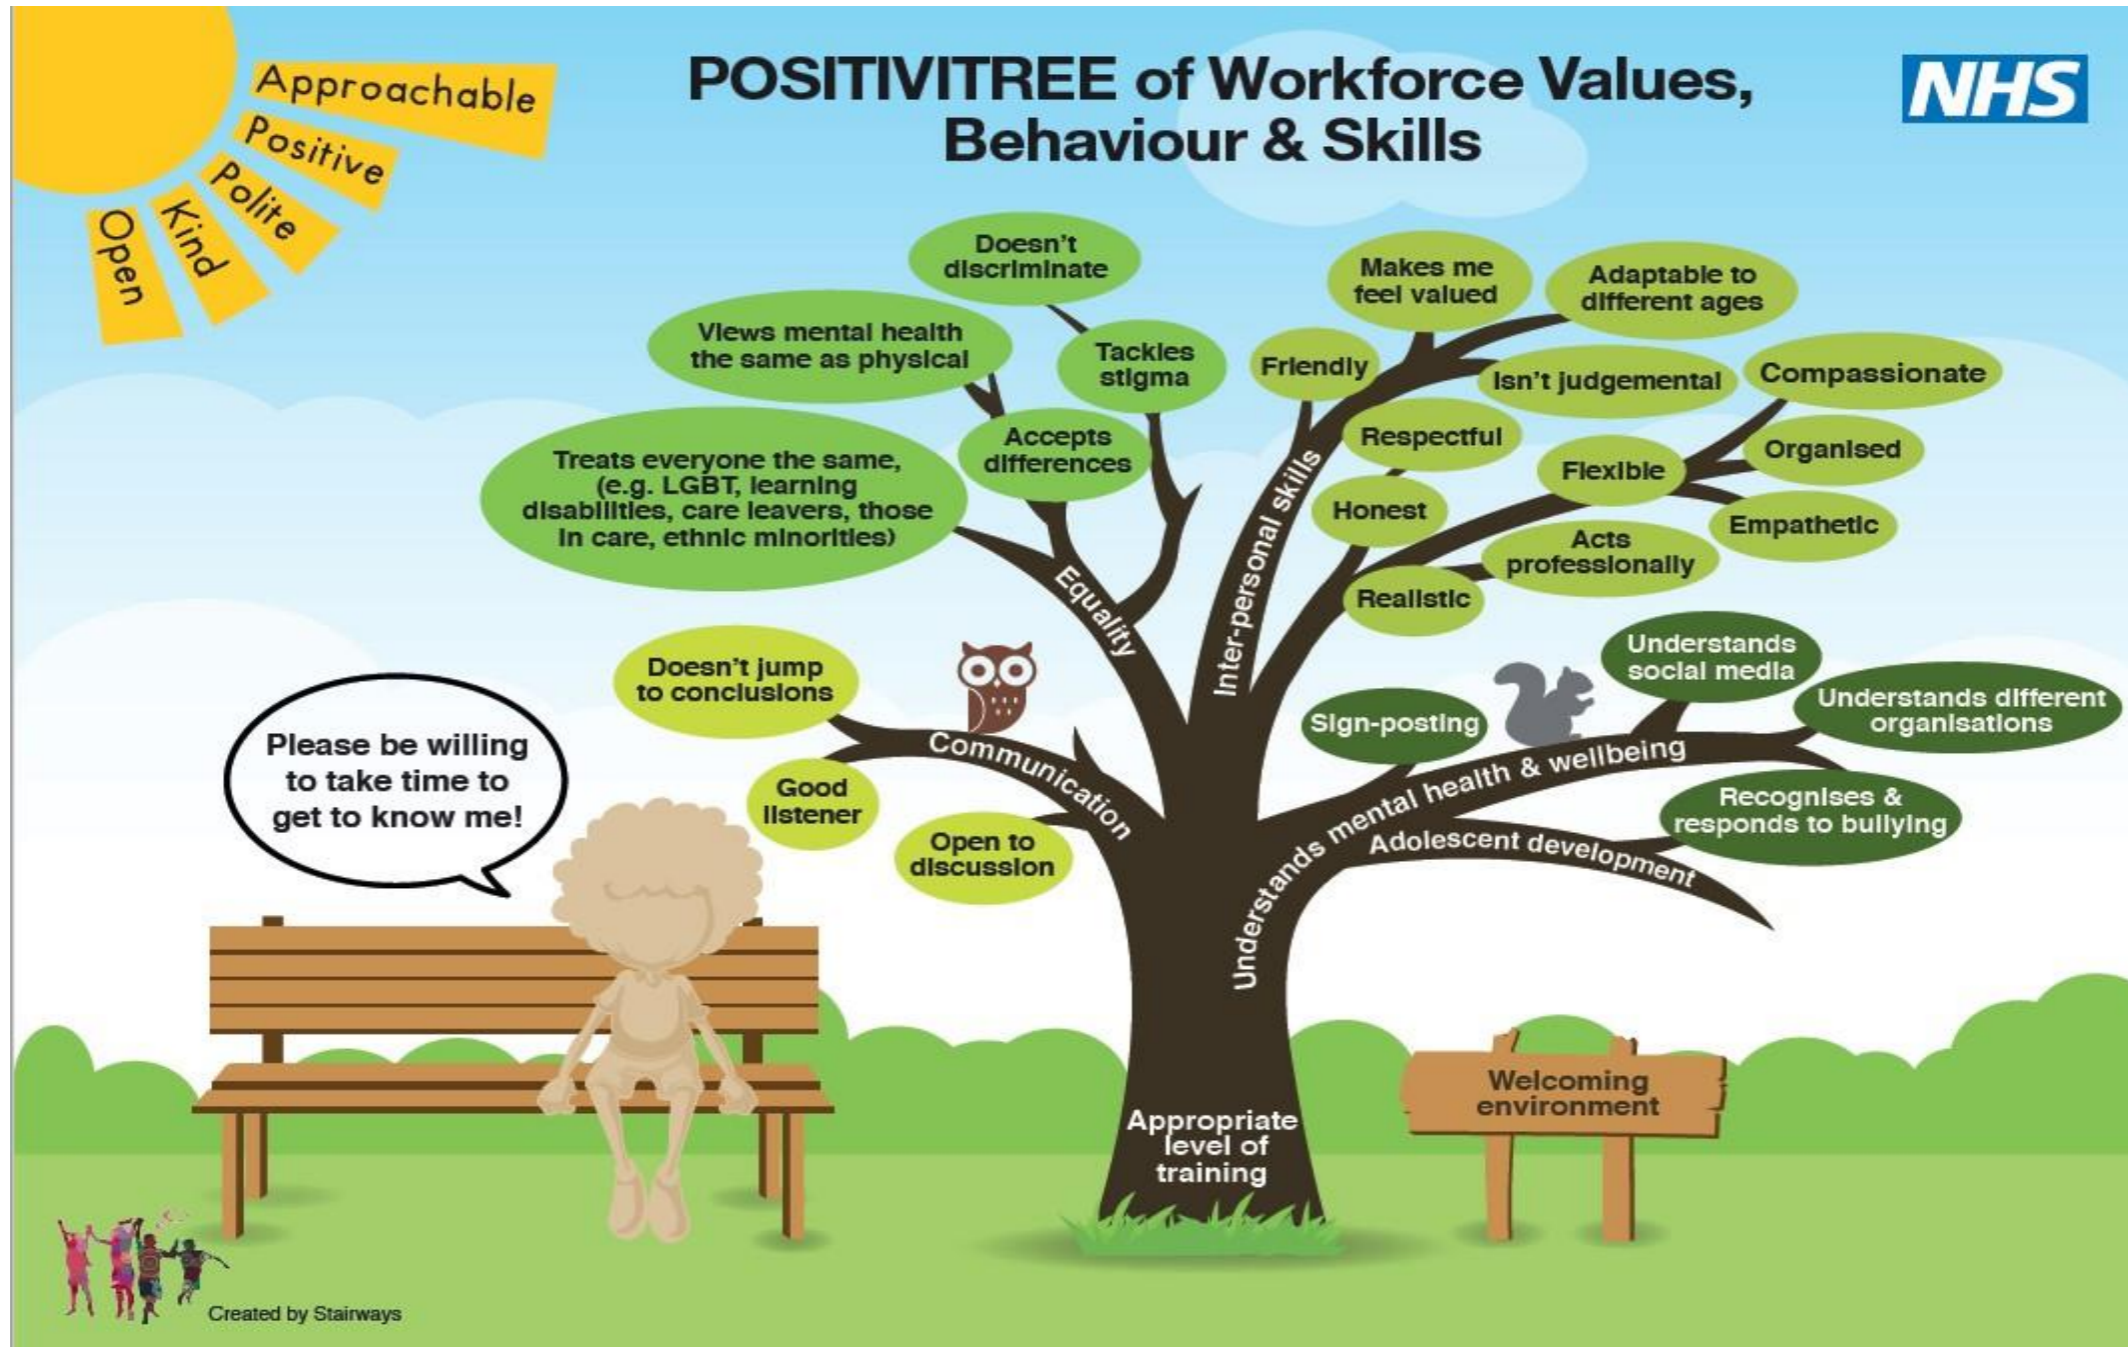 POSITIVITREE of Workforce Values,
Behaviour & Skills
NHS
Approachable
Positive
Polite
Kind
Open
Doesn't
discriminate
Views mental health
the same as physical
Tackles
stigma
Accepts
differences
Treats everyone the same,
(e.g. LGBT, learning
disabilities, care leavers, those
in care, ethnic minorities)
Equality
Makes me
feel valued
Adaptable to
different ages
Friendly
Isn't judgemental
Compassionate
Respectful
Flexible
Organised
Honest
Empathetic
Acts
professionally
Realistic
Inter-personal skills
Doesn't jump
to conclusions
Good
listener
Open to
discussion
Communication
Understands
social media
Sign-posting
Understands different
organisations
Recognises &
responds to bullying
Understands mental health & wellbeing
Adolescent development
Please be willing
to take time to
get to know me!
Appropriate
level of
training
Welcoming
environment
Created by Stairways